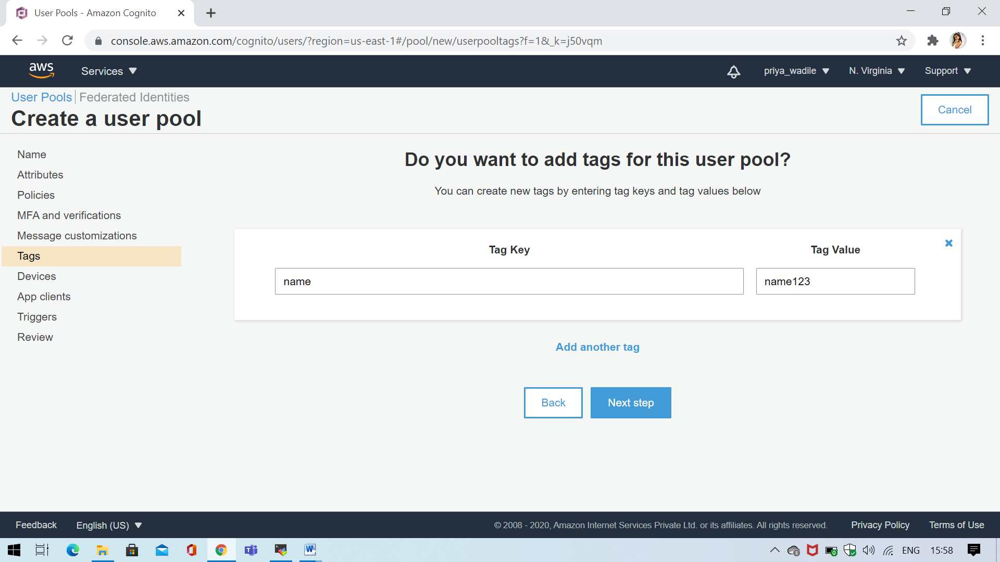 User Pools - Amazon Cognito
console.aws.amazon.com/cognito/users/?region=us-east-1#/pool/new/userpooltags?f=1&_k=j50vqm
aws Services priya_wadile N. Virginia Support
User Pools Federated Identities
Create a user pool
Cancel
Name
Attributes
Policies
MFA and verifications
Message customizations
Tags
Devices
App clients
Triggers
Review
Do you want to add tags for this user pool?
You can create new tags by entering tag keys and tag values below
Tag Key Tag Value
name name123
Add another tag
Back Next step
Feedback English (US) © 2008 - 2020, Amazon Internet Services Private Ltd. or its affiliates. All rights reserved. Privacy Policy Terms of Use
ENG 15:58